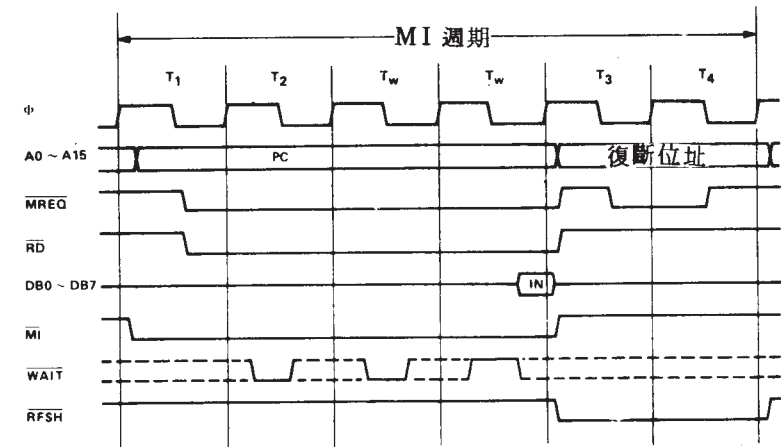 MI 週期
T1 T2 Tw Tw T3 T4
Φ
A0 ~ A15 PC 復斷位址
MREQ
RD
DB0 ~ DB7 IN
MI
WAIT
RFSH